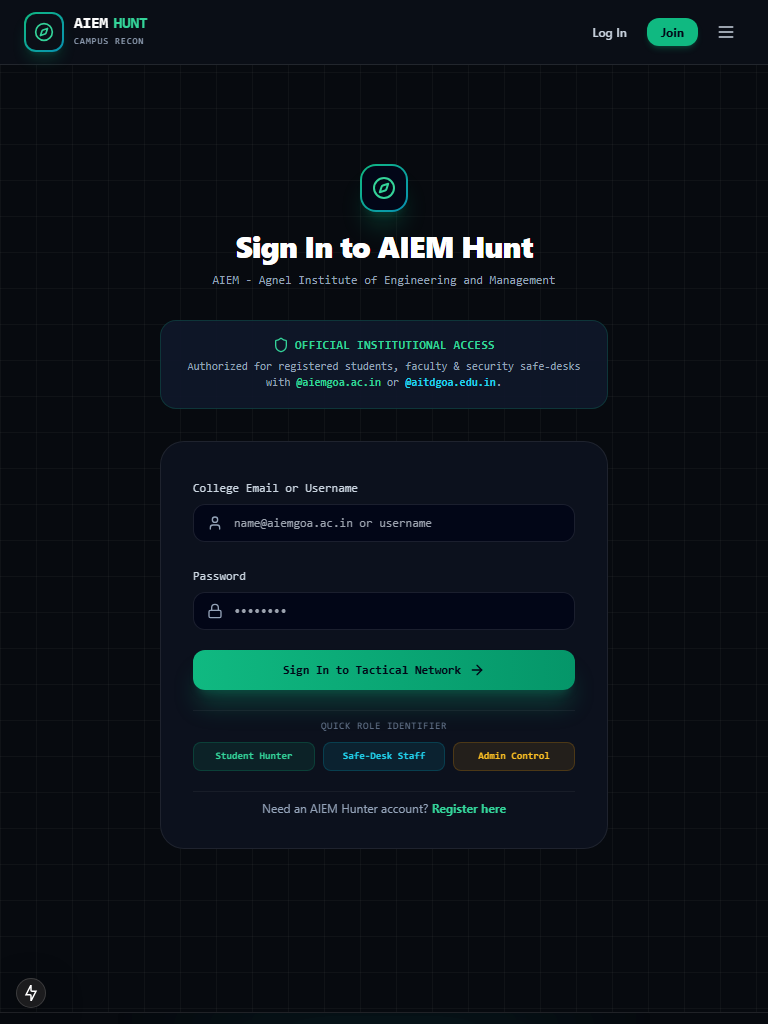 AIEM HUNT
CAMPUS RECON
Log In
Join
Sign In to AIEM Hunt
AIEM - Agnel Institute of Engineering and Management
OFFICIAL INSTITUTIONAL ACCESS
Authorized for registered students, faculty & security safe-desks
with @aiemgoa.ac.in or @aitdgoa.edu.in.
College Email or Username
name@aiemgoa.ac.in or username
Password
••••••••
Sign In to Tactical Network
QUICK ROLE IDENTIFIER
Student Hunter
Safe-Desk Staff
Admin Control
Need an AIEM Hunter account? Register here